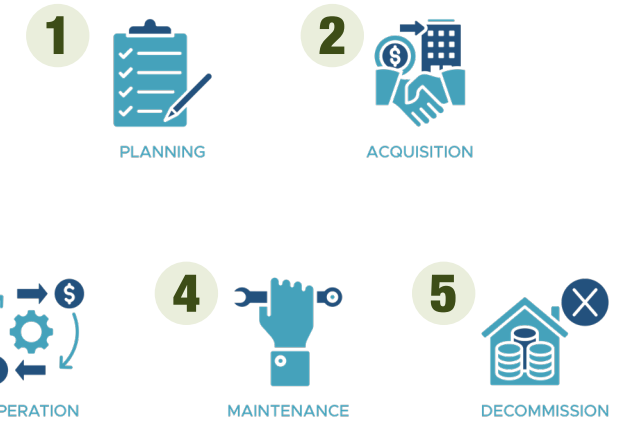 1
2
PLANNING
ACQUISITION
$
$
4
5
PERATION
MAINTENANCE
DECOMMISSION